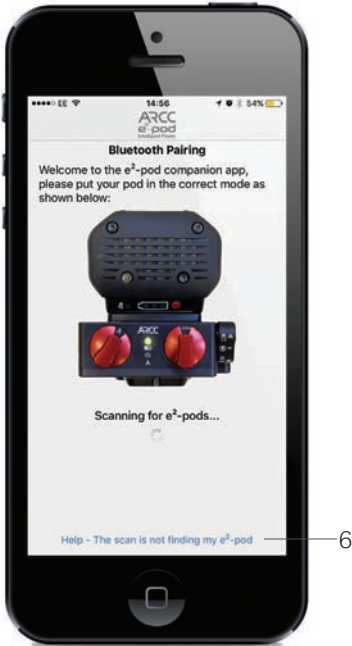 EE 14:56 54%
ARCC
e-pod
Intelligent Power
Bluetooth Pairing
Welcome to the e²-pod companion app,
please put your pod in the correct mode as
shown below:
ARCC
A
Scanning for e²-pods...
Help - The scan is not finding my e²-pod
6